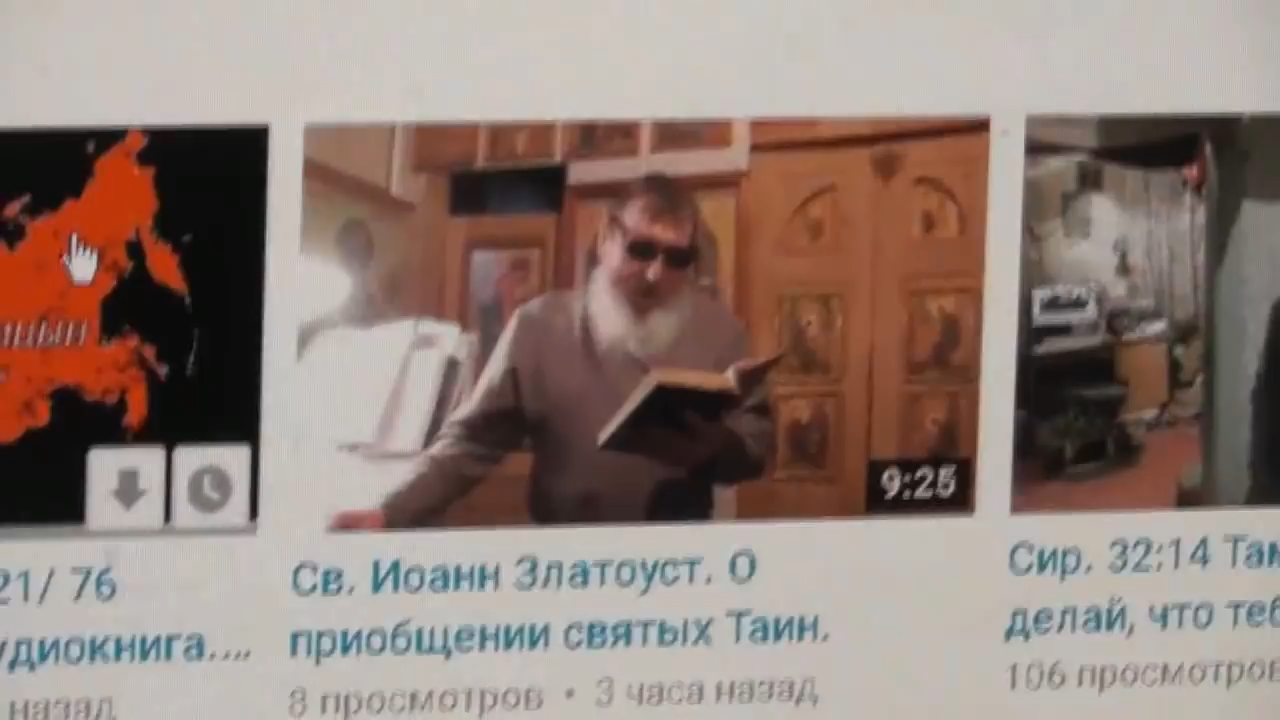 9:25
21/ 76
удиокнига....
назад
Св. Иоанн Златоуст. О
приобщении святых Таин.
8 просмотров • 3 часа назад
Сир. 32:14 Там
делай, что теб
106 просмотров